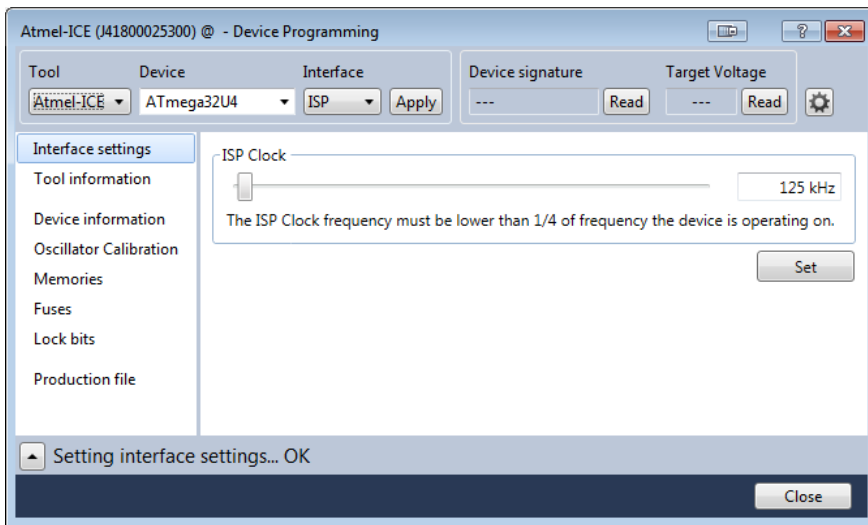 Atmel-ICE (J41800025300) @ - Device Programming
Tool Device Interface Device signature Target Voltage
Atmel-ICE ATmega32U4 ISP Apply --- Read --- Read
Interface settings
Tool information
Device information
Oscillator Calibration
Memories
Fuses
Lock bits
Production file
ISP Clock
125 kHz
The ISP Clock frequency must be lower than 1/4 of frequency the device is operating on.
Set
Setting interface settings... OK
Close